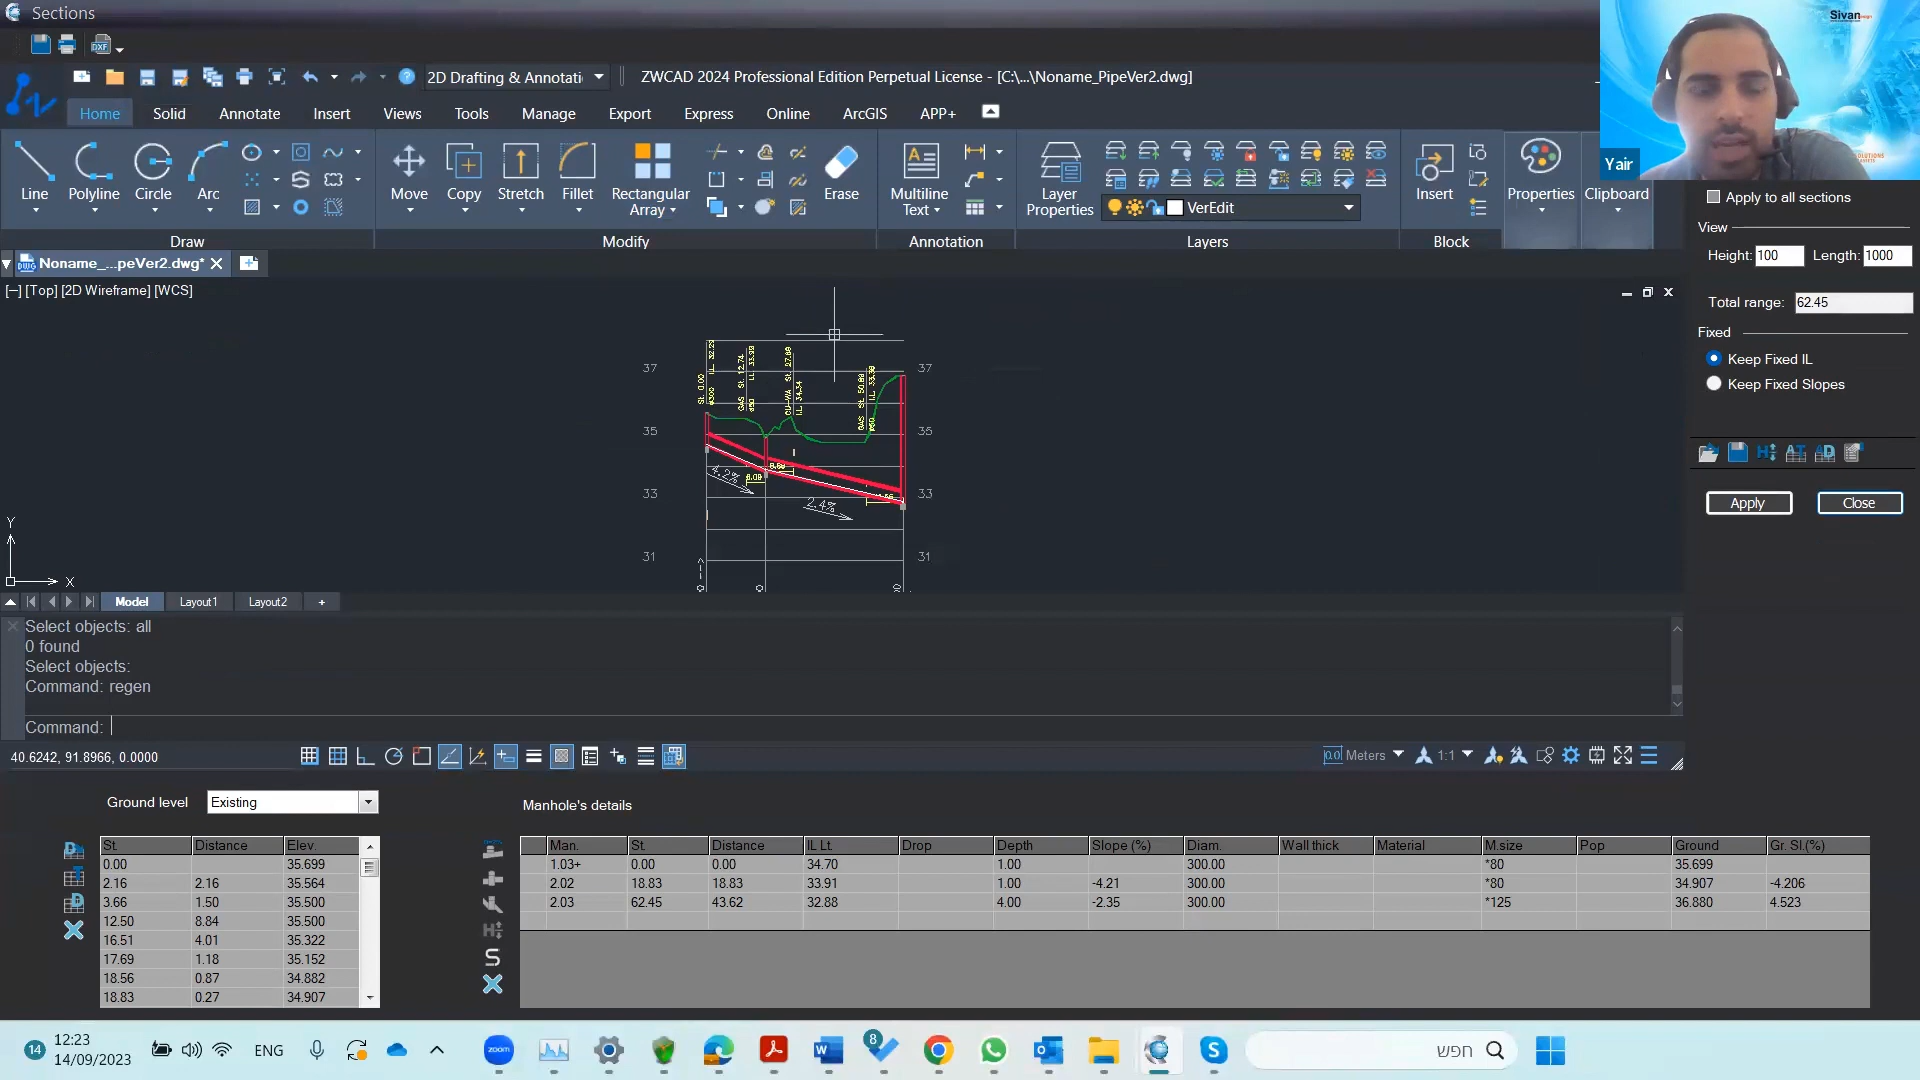 Sections
2D Drafting & Annotati
ZWCAD 2024 Professional Edition Perpetual License - [C:\...\Noname_PipeVer2.dwg]
Home Solid Annotate Insert Views Tools Manage Export Express Online ArcGIS APP+
Line Polyline Circle Arc
Move Copy Stretch Fillet Rectangular Array Erase
Multiline Text
Layer Properties
VerEdit
Insert
Properties
Clipboard
Draw Modify Annotation Layers Block
Noname_...peVer2.dwg*
[−] [Top] [2D Wireframe] [WCS]
Sivan
Yair
Apply to all sections
View
Height: 100 Length: 1000
Total range: 62.45
Fixed
Keep Fixed IL
Keep Fixed Slopes
Apply Close
37 37
35 35
33 33
31 31
4.2%
2.4%
Y
X
Model Layout1 Layout2 +
Select objects: all
0 found
Select objects:
Command: regen
Command:
40.6242, 91.8966, 0.0000
Meters 1:1
Ground level Existing
St. Distance Elev.
0.00 35.699
2.16 2.16 35.564
3.66 1.50 35.500
12.50 8.84 35.500
16.51 4.01 35.322
17.69 1.18 35.152
18.56 0.87 34.882
18.83 0.27 34.907
Manhole's details
Man. St. Distance IL Lt. Drop Depth Slope (%) Diam. Wall thick Material M.size Pop Ground Gr. Sl.(%)
1.03+ 0.00 0.00 34.70 1.00 300.00 *80 35.699
2.02 18.83 18.83 33.91 1.00 -4.21 300.00 *80 34.907 -4.206
2.03 62.45 43.62 32.88 4.00 -2.35 300.00 *125 36.880 4.523
14
12:23
14/09/2023
ENG
zoom
8
חפש